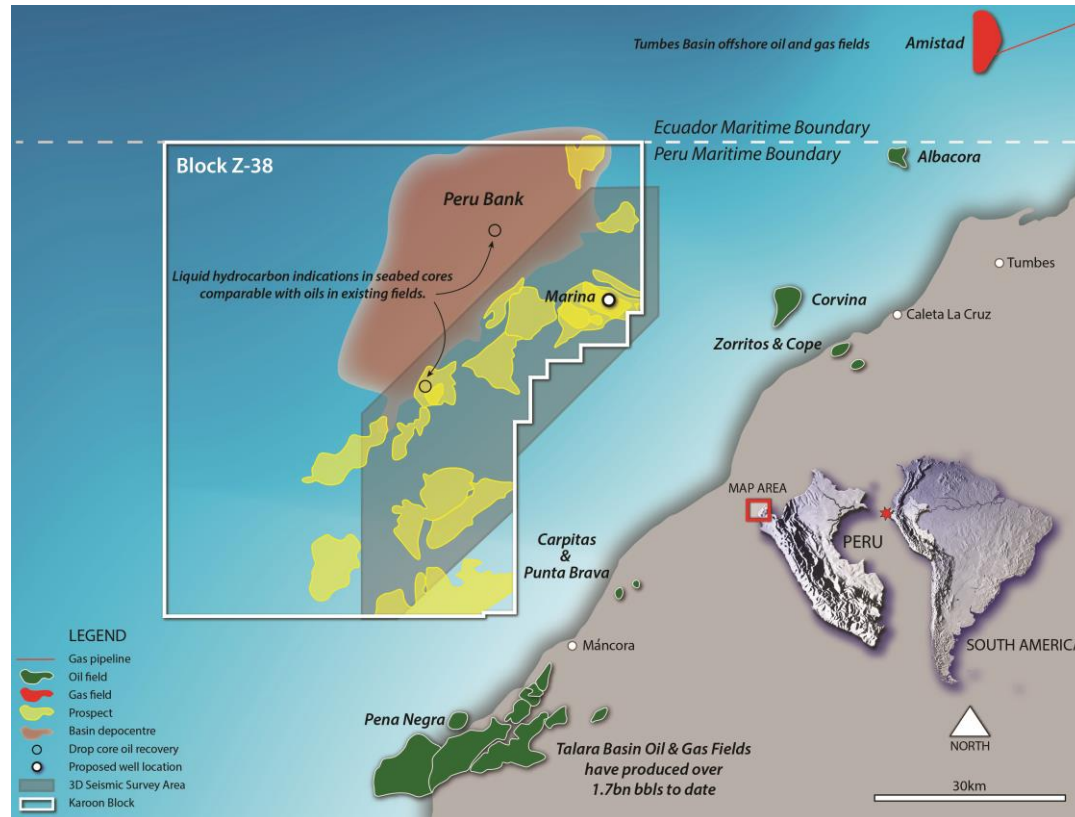 Tumbes Basin offshore oil and gas fields
Amistad
Ecuador Maritime Boundary
Peru Maritime Boundary
Albacora
Block Z-38
Peru Bank
Liquid hydrocarbon indications in seabed cores
comparable with oils in existing fields.
Marina
Tumbes
Corvina
Caleta La Cruz
Zorritos & Cope
MAP AREA
PERU
SOUTH AMERICA
Carpitas
&
Punta Brava
Máncora
Pena Negra
Talara Basin Oil & Gas Fields
have produced over
1.7bn bbls to date
NORTH
30km
LEGEND
Gas pipeline
Oil field
Gas field
Prospect
Basin depocentre
Drop core oil recovery
Proposed well location
3D Seismic Survey Area
Karoon Block